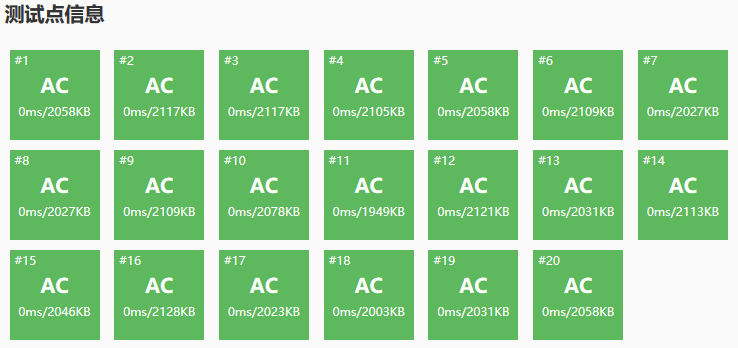 测试点信息
#1 #2 #3 #4 #5 #6 #7
AC AC AC AC AC AC AC
0ms/2058KB 0ms/2117KB 0ms/2117KB 0ms/2105KB 0ms/2058KB 0ms/2109KB 0ms/2027KB
#8 #9 #10 #11 #12 #13 #14
AC AC AC AC AC AC AC
0ms/2027KB 0ms/2109KB 0ms/2078KB 0ms/1949KB 0ms/2121KB 0ms/2031KB 0ms/2113KB
#15 #16 #17 #18 #19 #20
AC AC AC AC AC AC
0ms/2046KB 0ms/2128KB 0ms/2023KB 0ms/2003KB 0ms/2031KB 0ms/2058KB